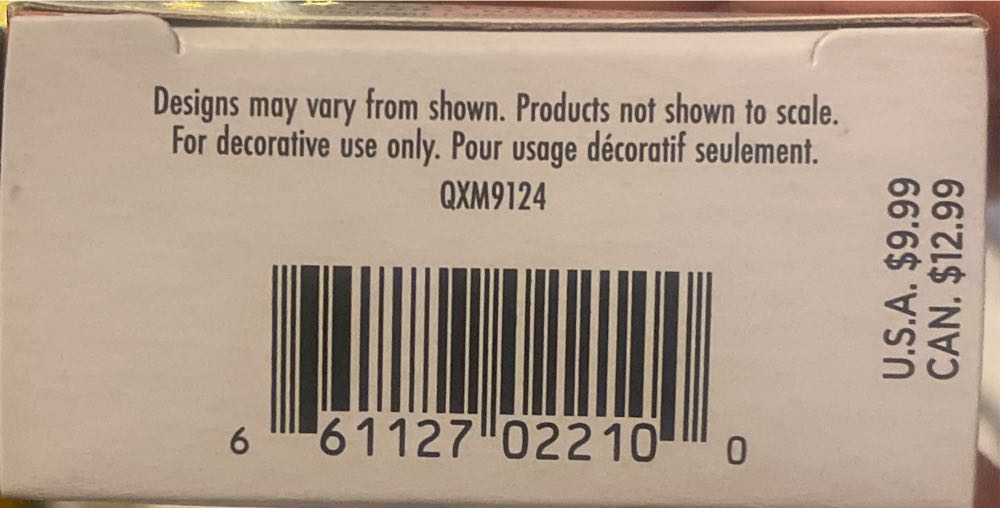 Designs may vary from shown. Products not shown to scale.
For decorative use only. Pour usage décoratif seulement.
QXM9124
U.S.A. $9.99
CAN. $12.99
6 61127 02210 0